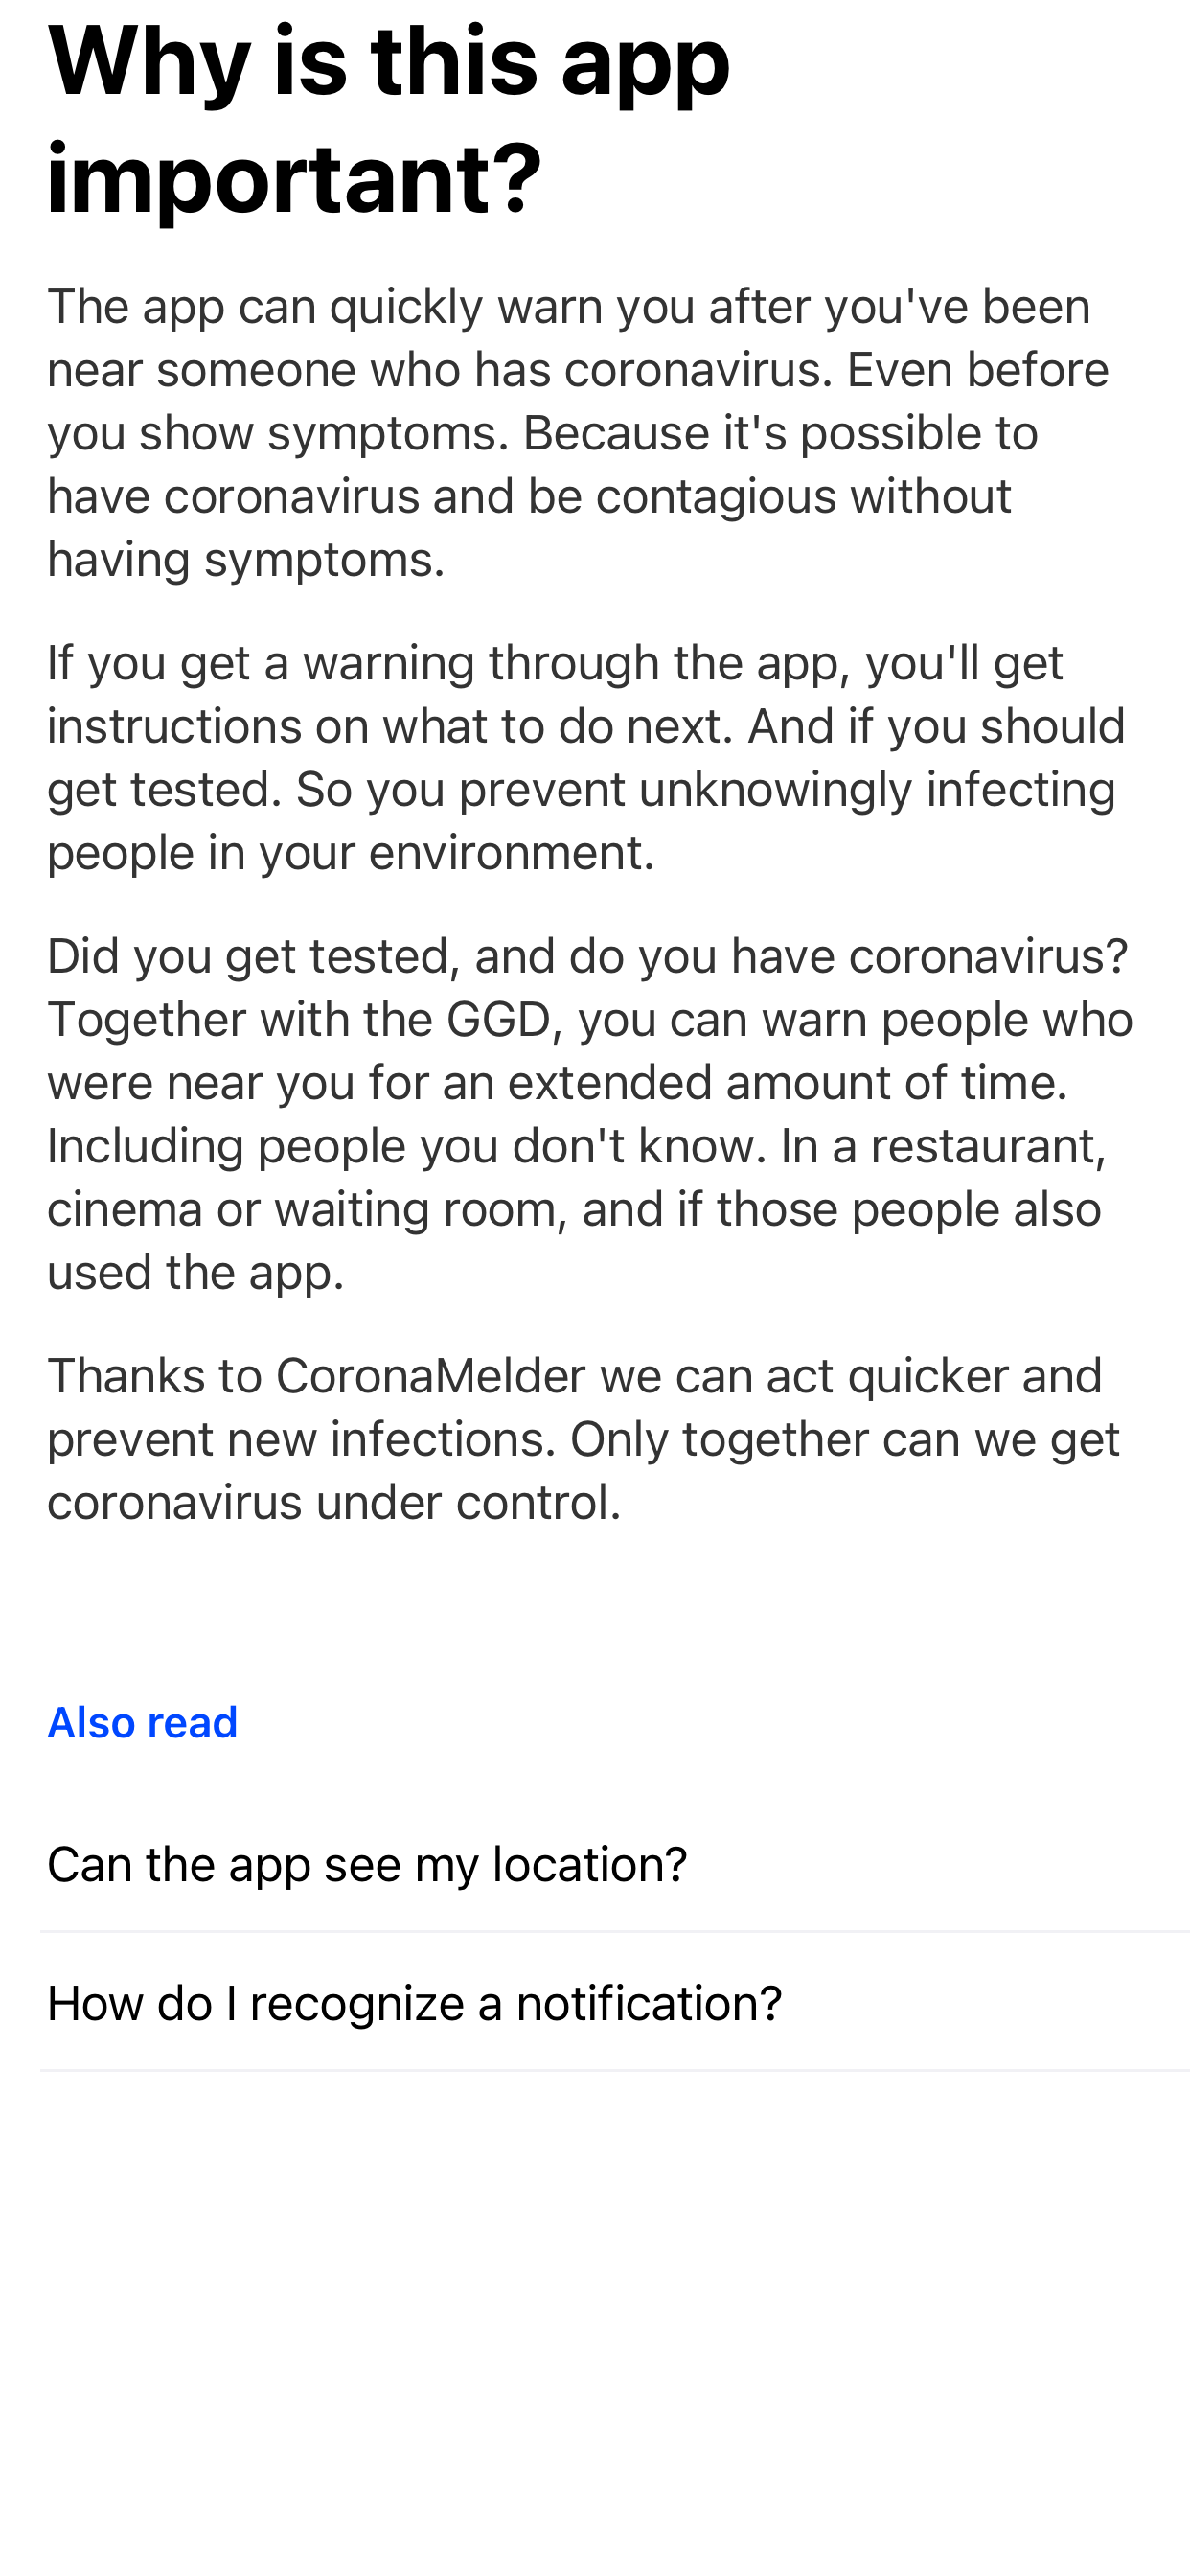 Why is this app
important?
The app can quickly warn you after you've been
near someone who has coronavirus. Even before
you show symptoms. Because it's possible to
have coronavirus and be contagious without
having symptoms.
If you get a warning through the app, you'll get
instructions on what to do next. And if you should
get tested. So you prevent unknowingly infecting
people in your environment.
Did you get tested, and do you have coronavirus?
Together with the GGD, you can warn people who
were near you for an extended amount of time.
Including people you don't know. In a restaurant,
cinema or waiting room, and if those people also
used the app.
Thanks to CoronaMelder we can act quicker and
prevent new infections. Only together can we get
coronavirus under control.
Also read
Can the app see my location?
How do I recognize a notification?